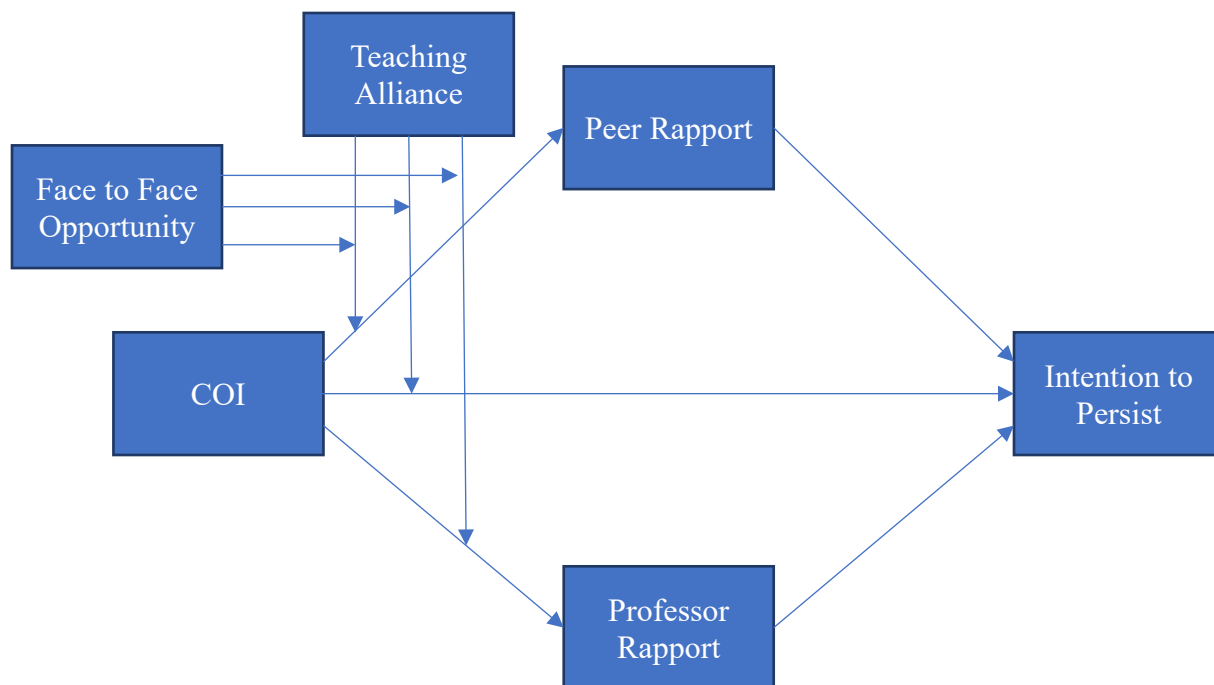 Teaching
Alliance
Peer Rapport
Face to Face
Opportunity
COI
Intention to
Persist
Professor
Rapport